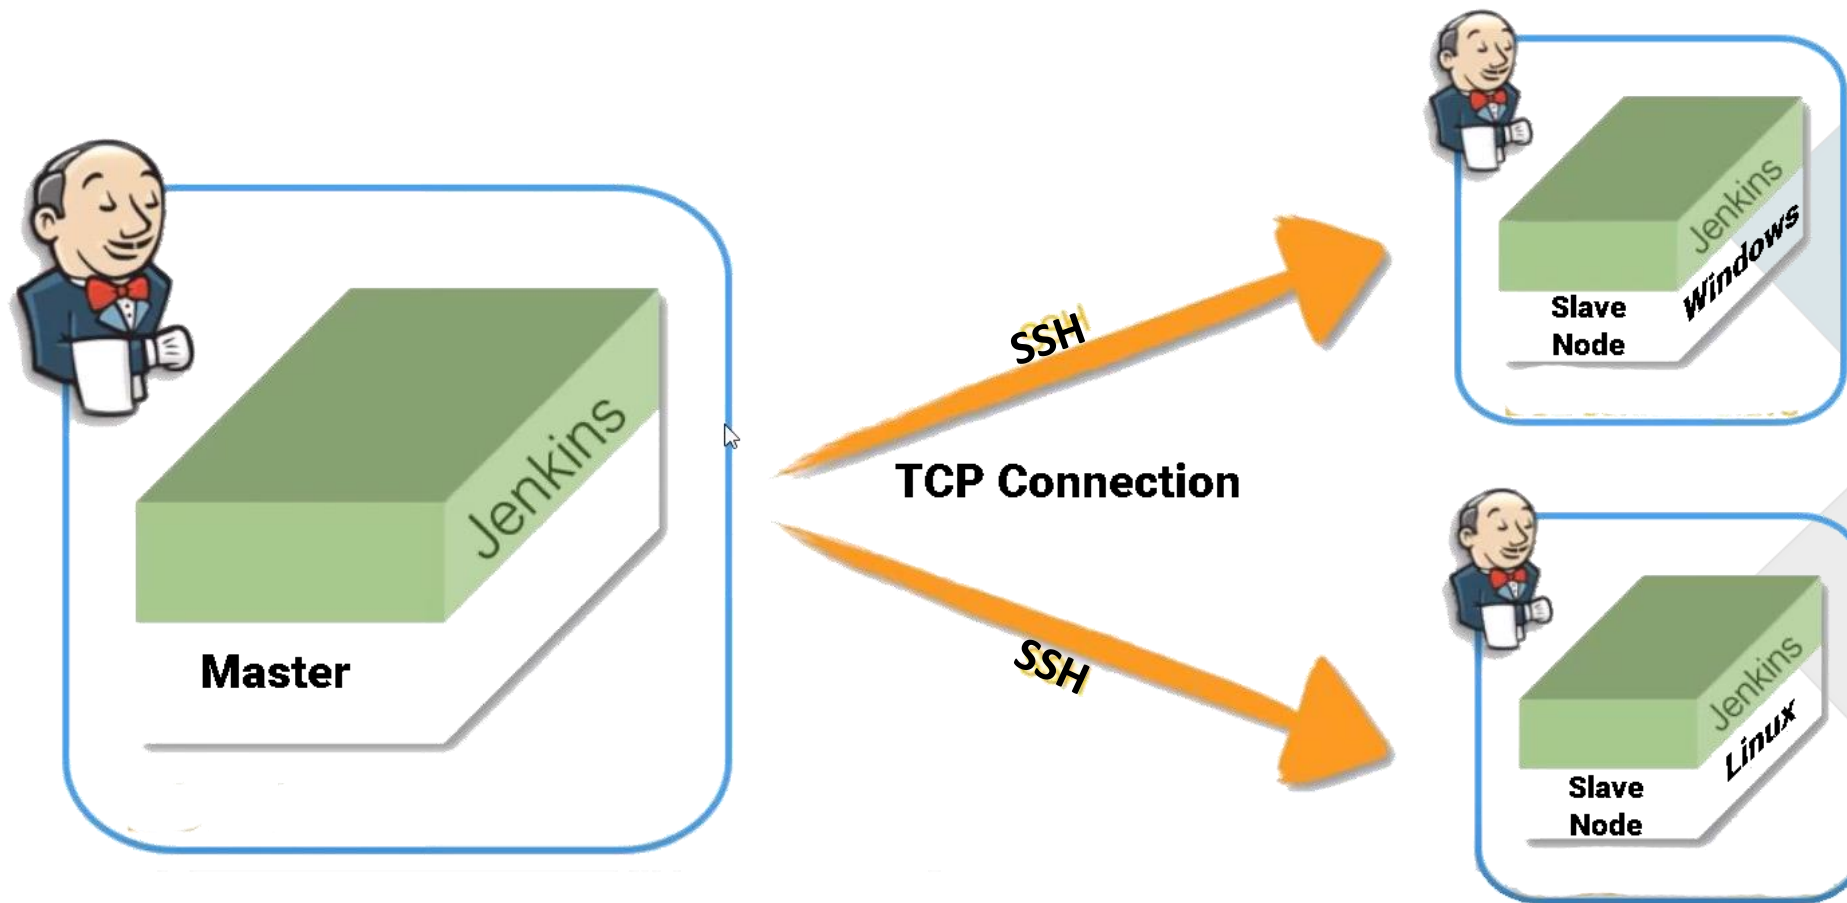 Jenkins
Master
SSH
TCP Connection
SSH
Jenkins
Windows
Slave
Node
Jenkins
Linux
Slave
Node